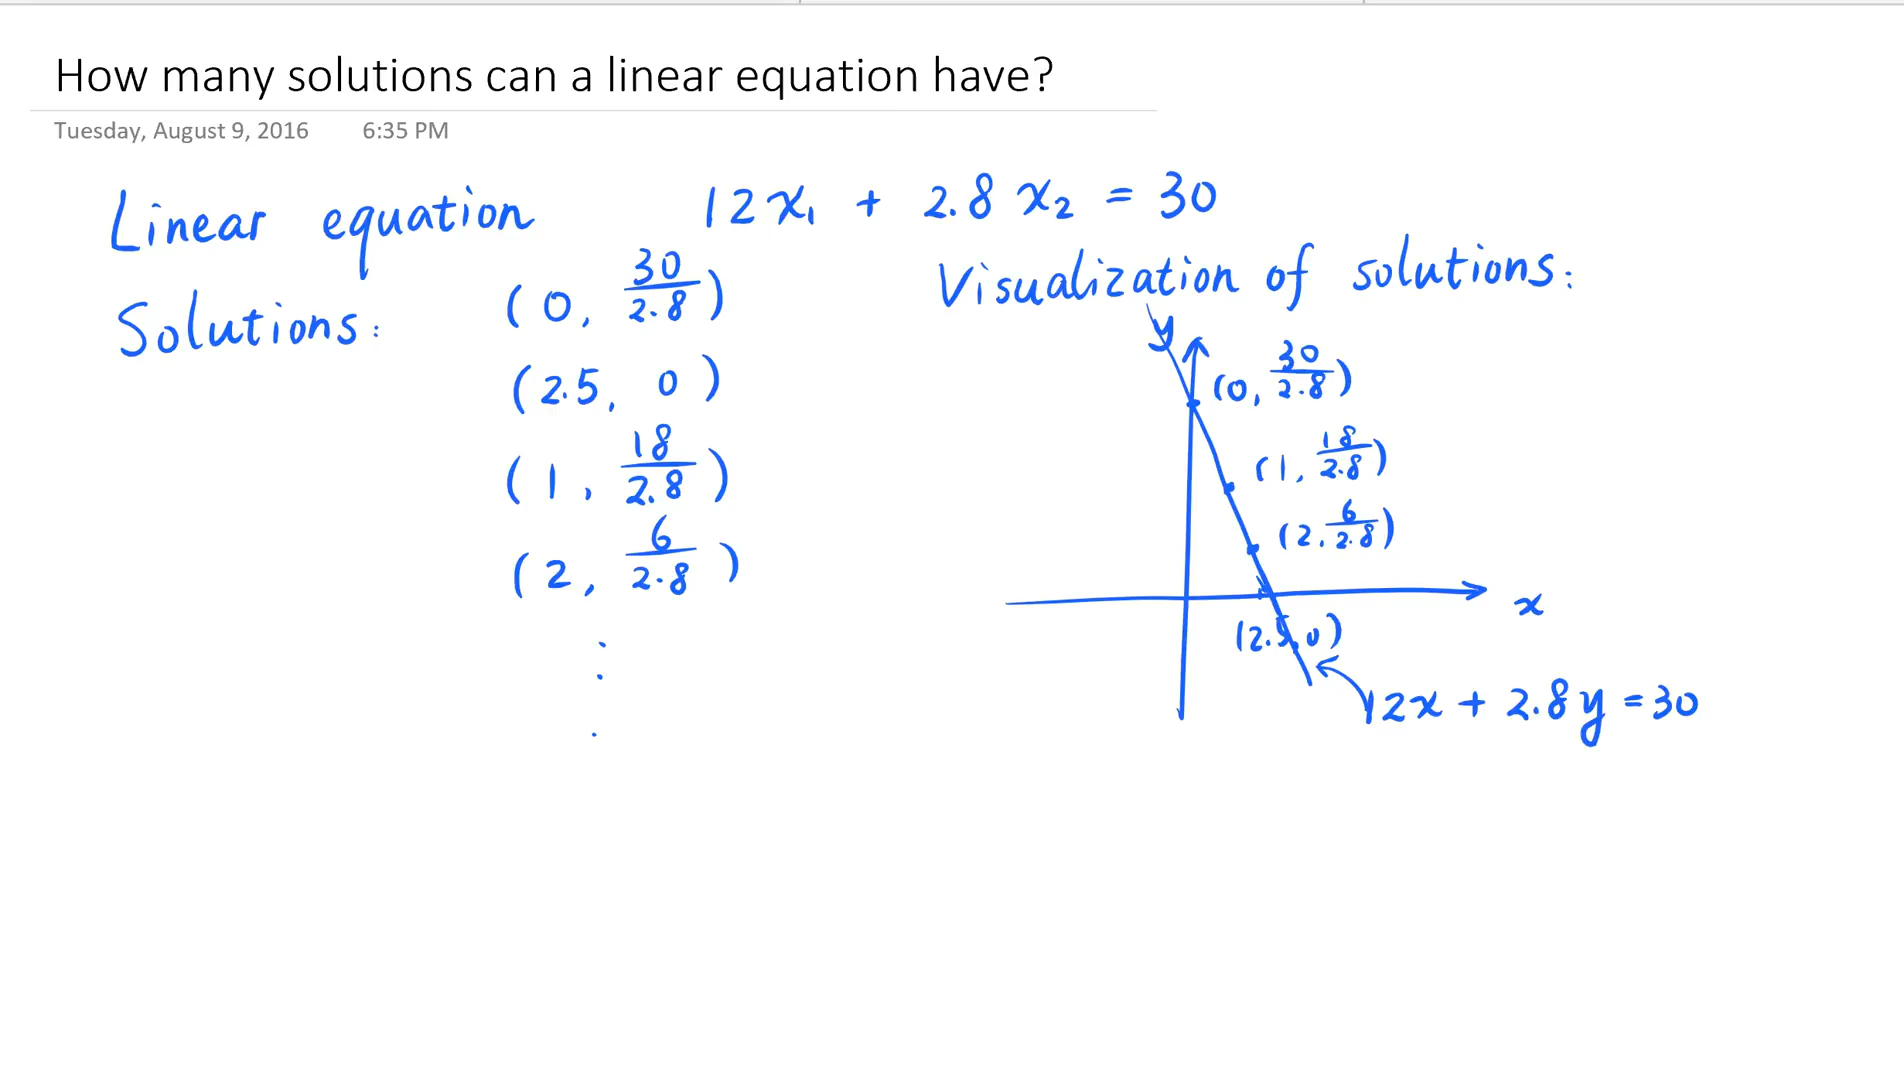 How many solutions can a linear equation have?
Tuesday, August 9, 2016 6:35 PM
Linear equation 12x₁ + 2.8 x₂ = 30
Solutions: (0, 30/2.8)
(2.5, 0)
(1, 18/2.8)
(2, 6/2.8)
⋮
Visualization of solutions:
y
(0, 30/2.8)
(1, 18/2.8)
(2, 6/2.8)
x
(2.5, 0)
12x + 2.8y = 30